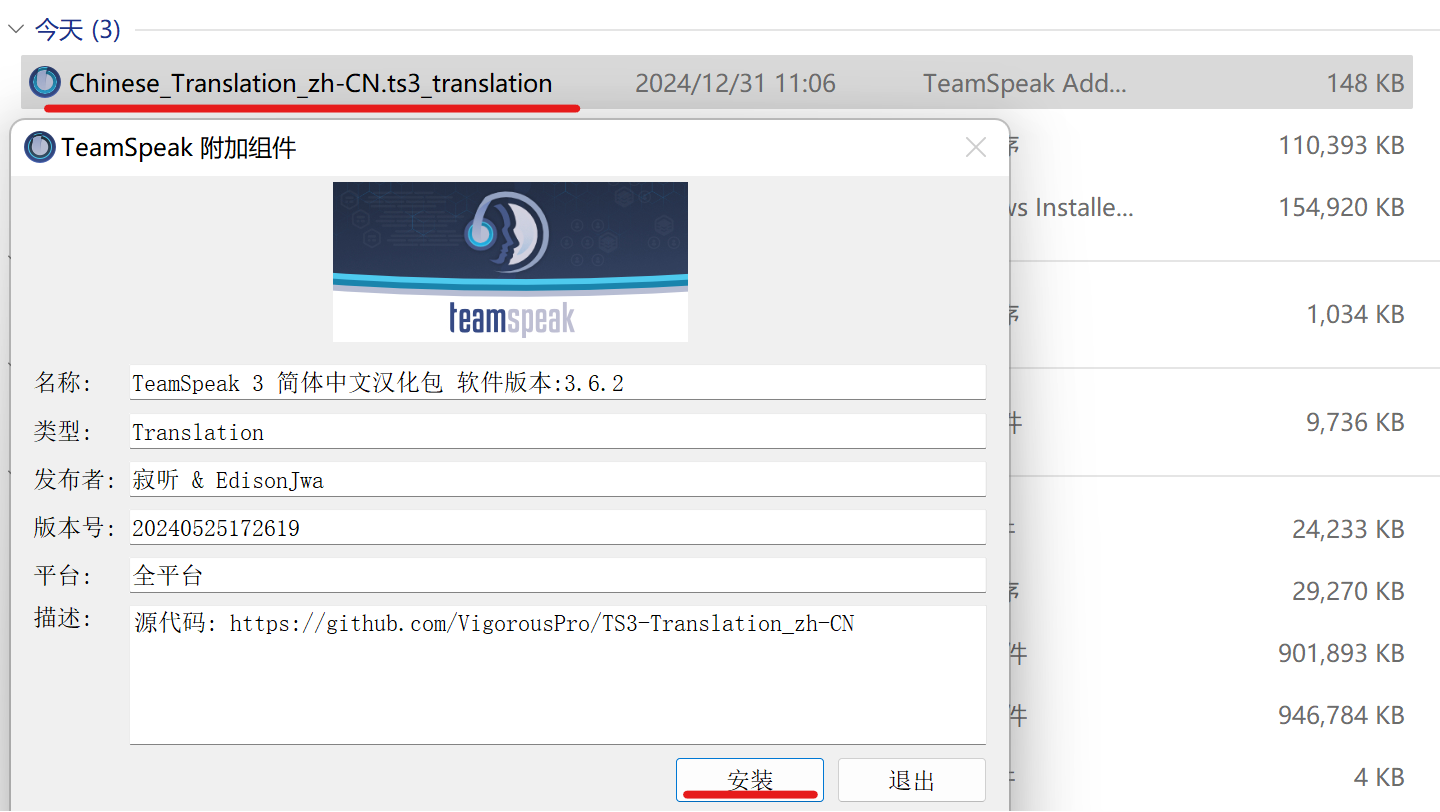 今天 (3)
Chinese_Translation_zh-CN.ts3_translation 2024/12/31 11:06 TeamSpeak Add... 148 KB
TeamSpeak 附加组件
110,393 KB
Installe... 154,920 KB
teamspeak
1,034 KB
名称: TeamSpeak 3 简体中文汉化包 软件版本:3.6.2
类型: Translation
9,736 KB
发布者: 寂听 & EdisonJwa
版本号: 20240525172619
24,233 KB
平台: 全平台
29,270 KB
描述: 源代码: https://github.com/VigorousPro/TS3-Translation_zh-CN
件 901,893 KB
件 946,784 KB
安装 退出
4 KB